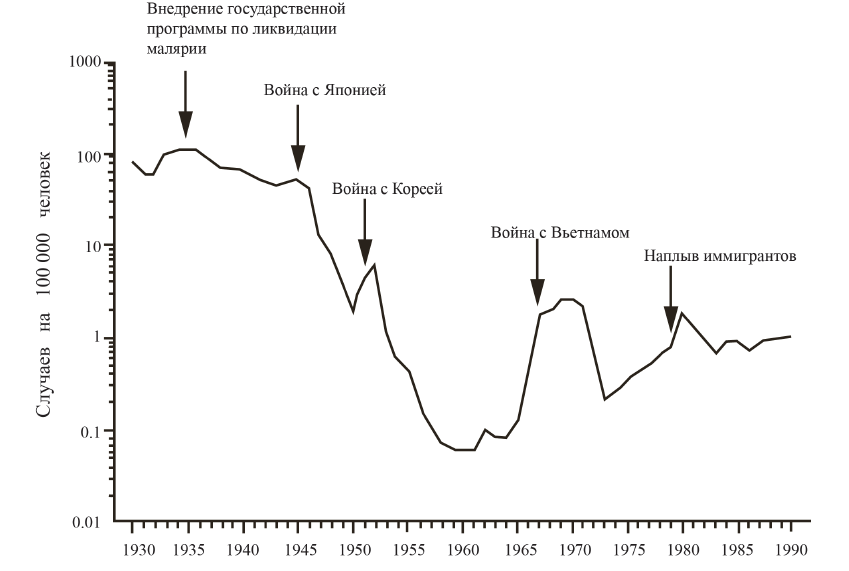 Внедрение государственной
программы по ликвидации
малярии
Война с Японией
Война с Кореей
Война с Вьетнамом
Наплыв иммигрантов
Случаев на 100 000 человек
1000
100
10
1
0.1
0.01
1930 1935 1940 1945 1950 1955 1960 1965 1970 1975 1980 1985 1990